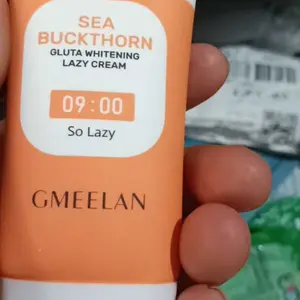 SEA
BUCKTHORN
GLUTA WHITENING
LAZY CREAM
09:00
So Lazy
GMEELAN